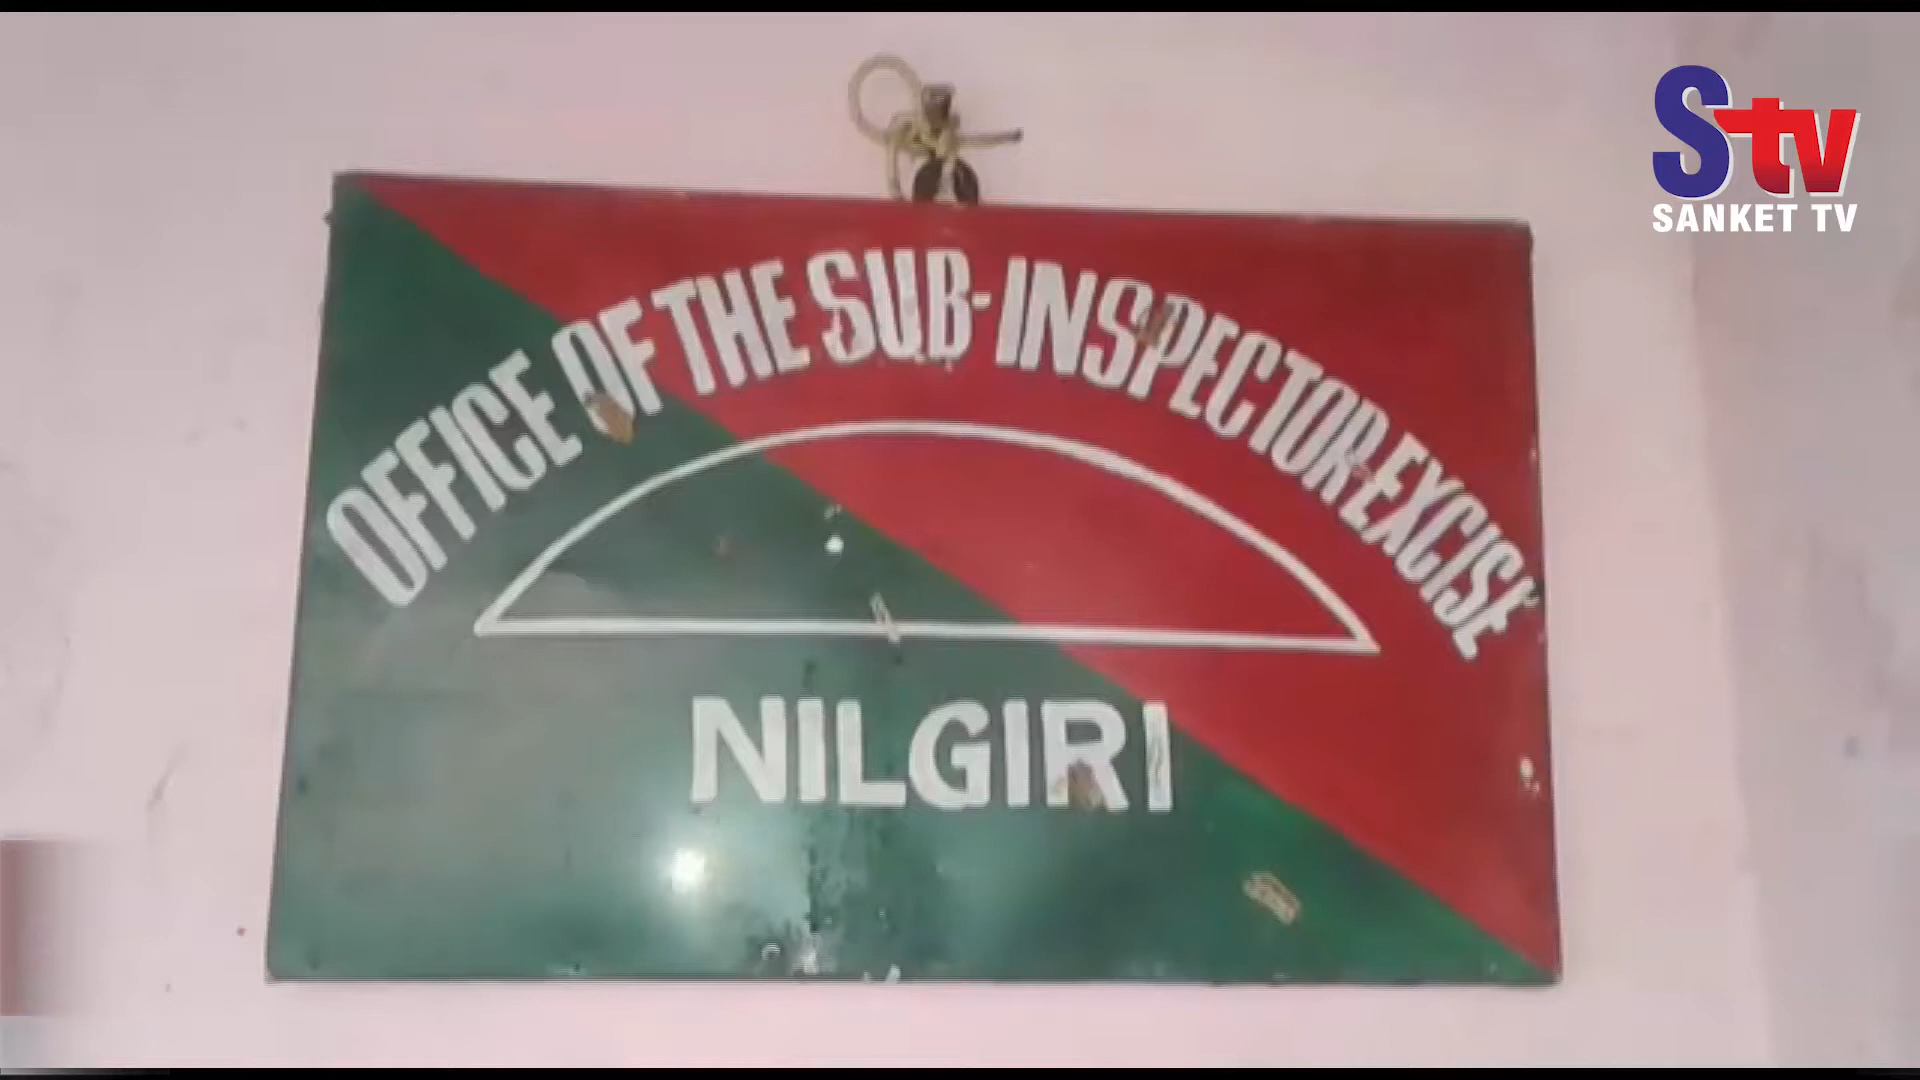 OFFICE OF THE SUB-INSPECTOR EXCISE
NILGIRI
Stv
SANKET TV